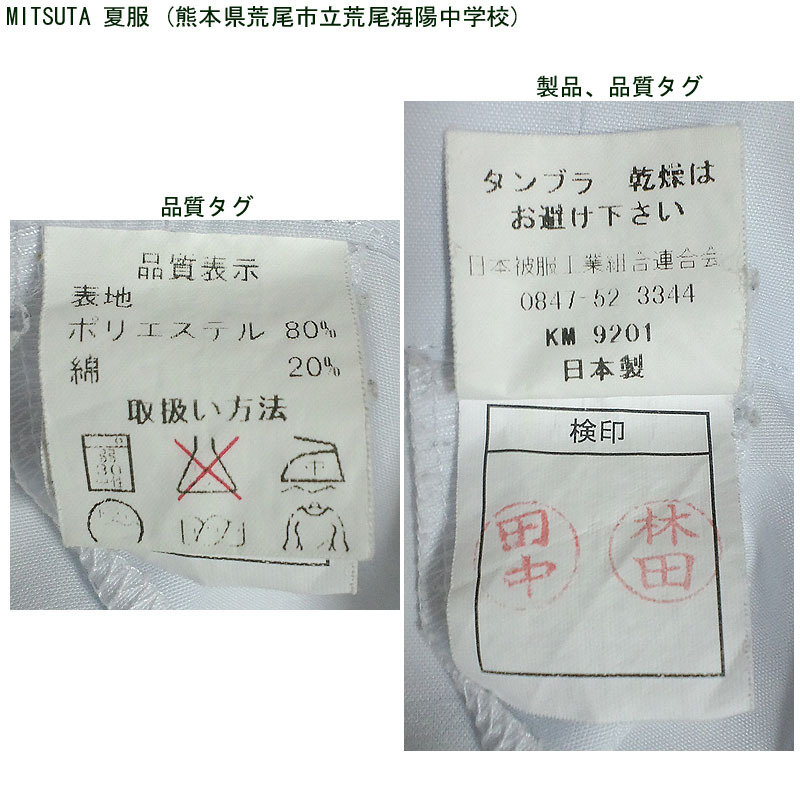 MITSUTA 夏服 (熊本県荒尾市立荒尾海陽中学校)
製品、品質タグ
品質タグ
品質表示
表地
ポリエステル 80%
綿 20%
取扱い方法
中
タンブラ 乾燥は
お避け下さい
日本被服工業組合連合会
0847-52 3344
KM 9201
日本製
検印
田中
林田